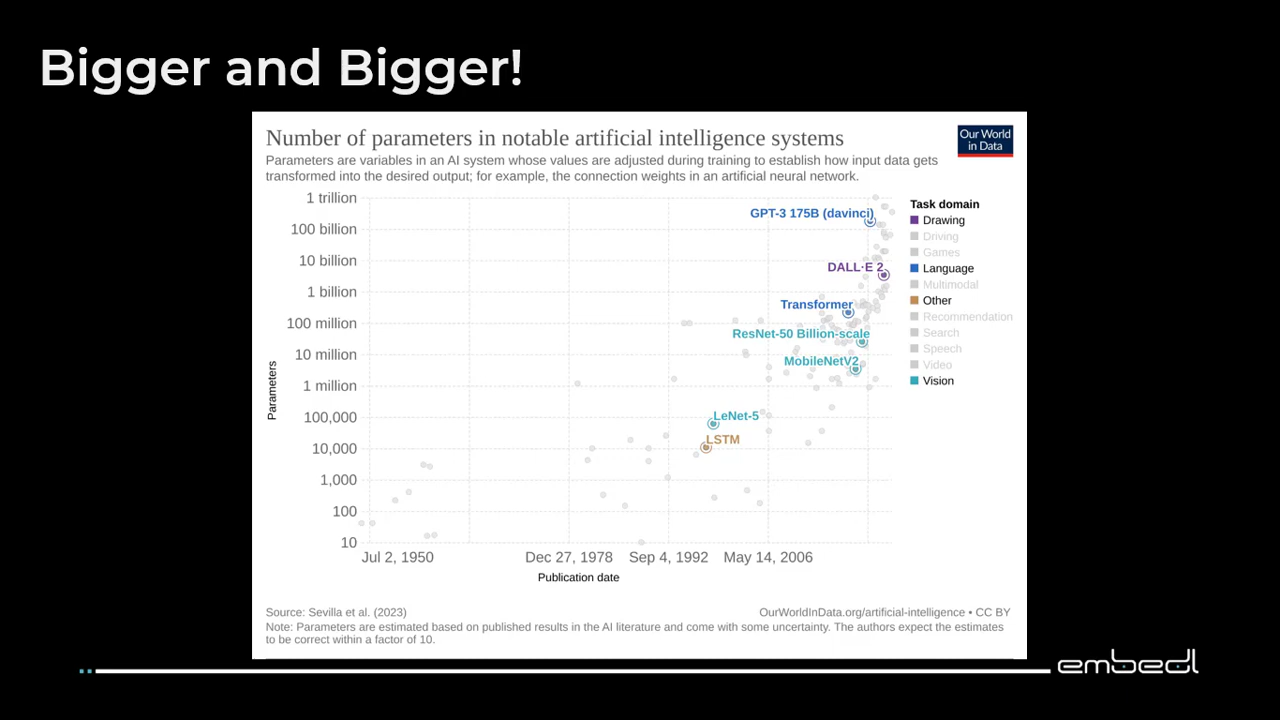 Bigger and Bigger!
Number of parameters in notable artificial intelligence systems
Our World
in Data
Parameters are variables in an AI system whose values are adjusted during training to establish how input data gets
transformed into the desired output; for example, the connection weights in an artificial neural network.
1 trillion
100 billion
10 billion
1 billion
100 million
10 million
1 million
100,000
10,000
1,000
100
10
Parameters
GPT-3 175B (davinci)
DALL·E 2
Transformer
ResNet-50 Billion-scale
MobileNetV2
LeNet-5
LSTM
Task domain
Drawing
Driving
Games
Language
Multimodal
Other
Recommendation
Search
Speech
Video
Vision
Jul 2, 1950
Dec 27, 1978
Sep 4, 1992
May 14, 2006
Publication date
Source: Sevilla et al. (2023)
OurWorldInData.org/artificial-intelligence • CC BY
Note: Parameters are estimated based on published results in the AI literature and come with some uncertainty. The authors expect the estimates
to be correct within a factor of 10.
embedl